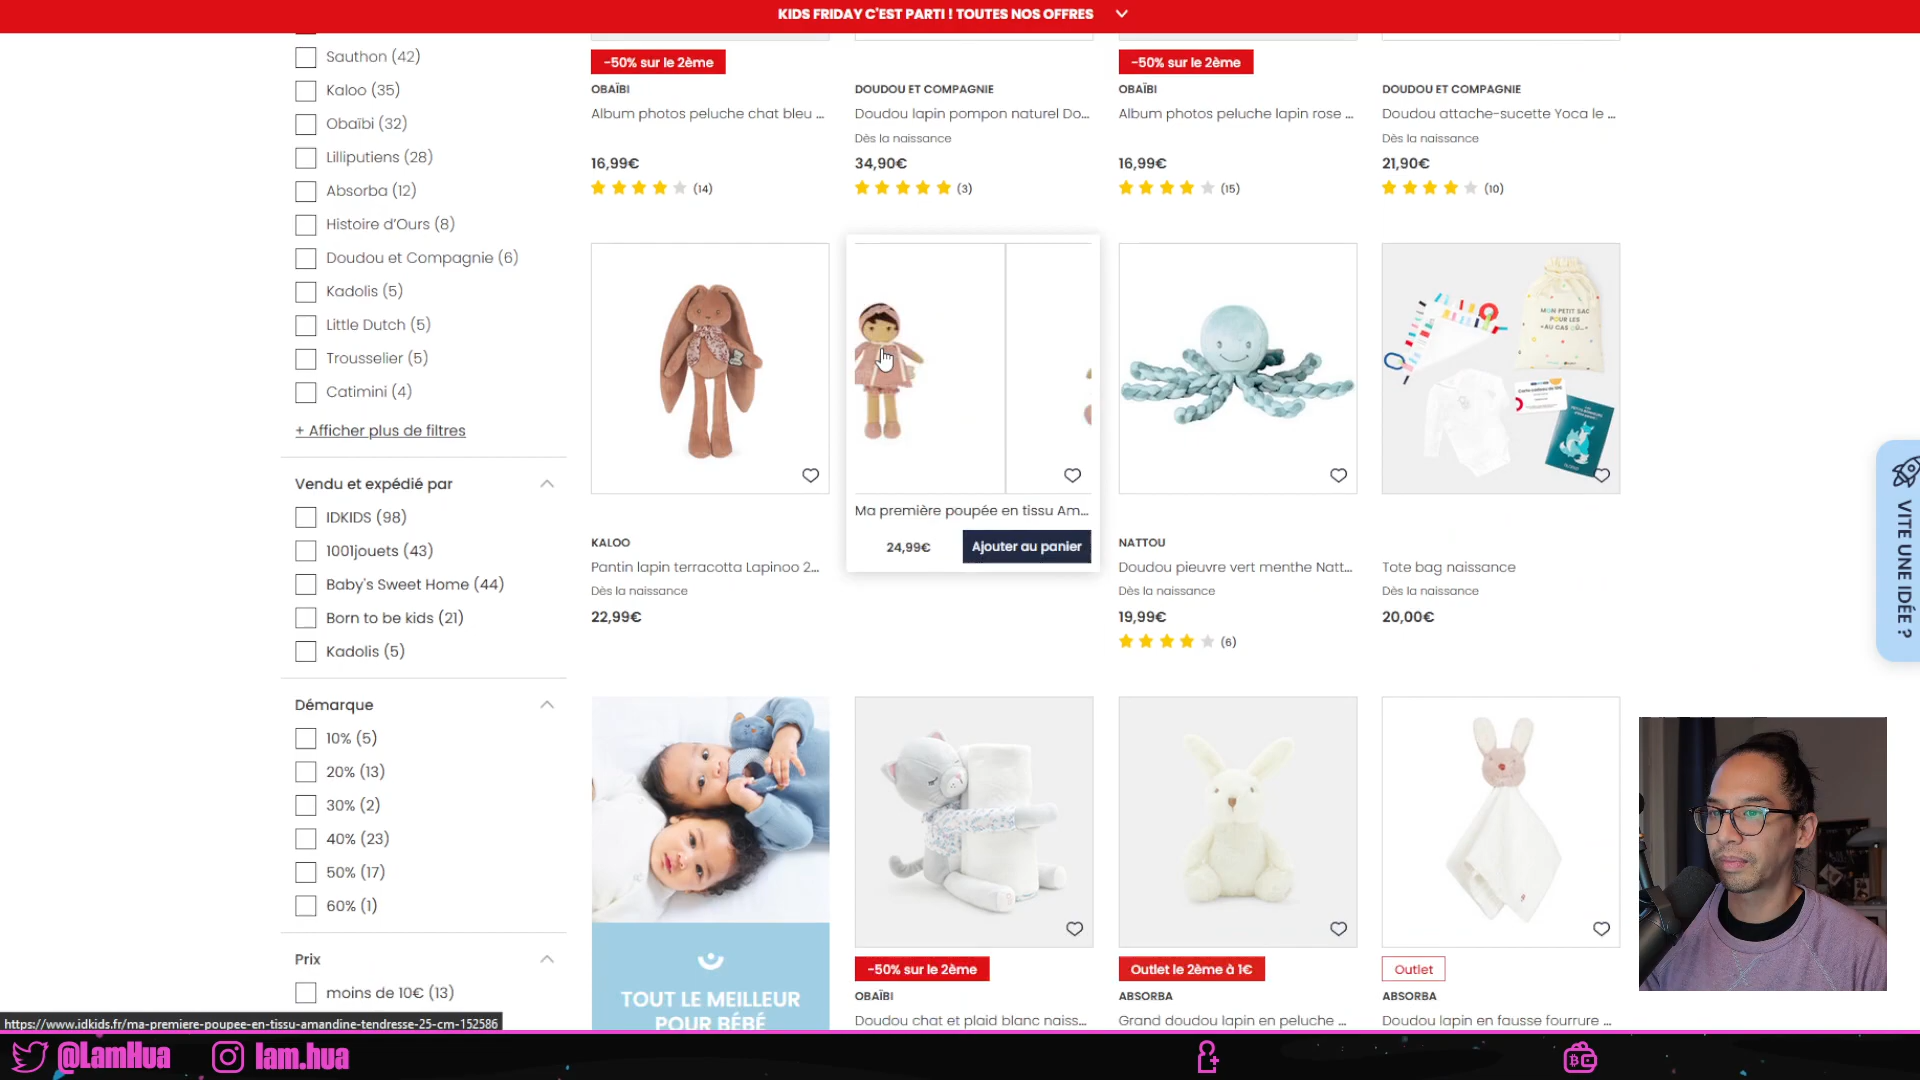 KIDS FRIDAY C'EST PARTI ! TOUTES NOS OFFRES
Sauthon (42)
Kaloo (35)
Obaïbi (32)
Lilliputiens (28)
Absorba (12)
Histoire d'Ours (8)
Doudou et Compagnie (6)
Kadolis (5)
Little Dutch (5)
Trousselier (5)
Catimini (4)
+ Afficher plus de filtres
Vendu et expédié par
IDKIDS (98)
1001jouets (43)
Baby's Sweet Home (44)
Born to be kids (21)
Kadolis (5)
Démarque
10% (5)
20% (13)
30% (2)
40% (23)
50% (17)
60% (1)
Prix
moins de 10€ (13)
https://www.idkids.fr/ma-premiere-poupee-en-tissu-amandine-tendresse-25-cm-152586
-50% sur le 2ème
OBAÏBI
Album photos peluche chat bleu ...
16,99€
(14)
DOUDOU ET COMPAGNIE
Doudou lapin pompon naturel Do...
Dès la naissance
34,90€
(3)
-50% sur le 2ème
OBAÏBI
Album photos peluche lapin rose ...
16,99€
(15)
DOUDOU ET COMPAGNIE
Doudou attache-sucette Yoca le ...
Dès la naissance
21,90€
(10)
KALOO
Pantin lapin terracotta Lapinoo 2...
Dès la naissance
22,99€
Ma première poupée en tissu Am...
24,99€
Ajouter au panier
NATTOU
Doudou pieuvre vert menthe Natt...
Dès la naissance
19,99€
(6)
MON PETIT SAC
POUR LES
«AU CAS OÙ...»
Tote bag naissance
Dès la naissance
20,00€
TOUT LE MEILLEUR
POUR BÉBÉ
-50% sur le 2ème
OBAÏBI
Doudou chat et plaid blanc naiss...
Outlet le 2ème à 1€
ABSORBA
Grand doudou lapin en peluche ...
Outlet
ABSORBA
Doudou lapin en fausse fourrure ...
VITE UNE IDÉE ?
@LamHua
lam.hua